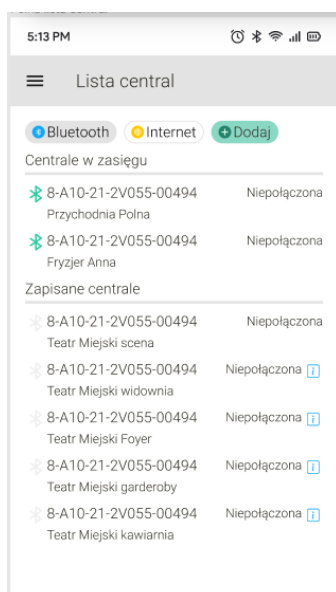 5:13 PM
Lista central
Bluetooth Internet Dodaj
Centrale w zasięgu
8-A10-21-2V055-00494 Niepołączona
Przychodnia Polna
8-A10-21-2V055-00494 Niepołączona
Fryzjer Anna
Zapisane centrale
8-A10-21-2V055-00494 Niepołączona
Teatr Miejski scena
8-A10-21-2V055-00494 Niepołączona
Teatr Miejski widownia
8-A10-21-2V055-00494 Niepołączona
Teatr Miejski Foyer
8-A10-21-2V055-00494 Niepołączona
Teatr Miejski garderoby
8-A10-21-2V055-00494 Niepołączona
Teatr Miejski kawiarnia